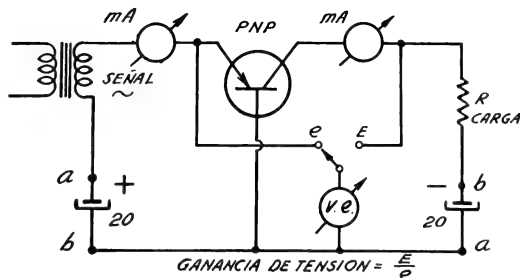 mA
PNP
mA
SEÑAL
~
e
E
R
CARGA
a
+
20
b
v.e.
-
b
20
a
GANANCIA DE TENSION = E/e